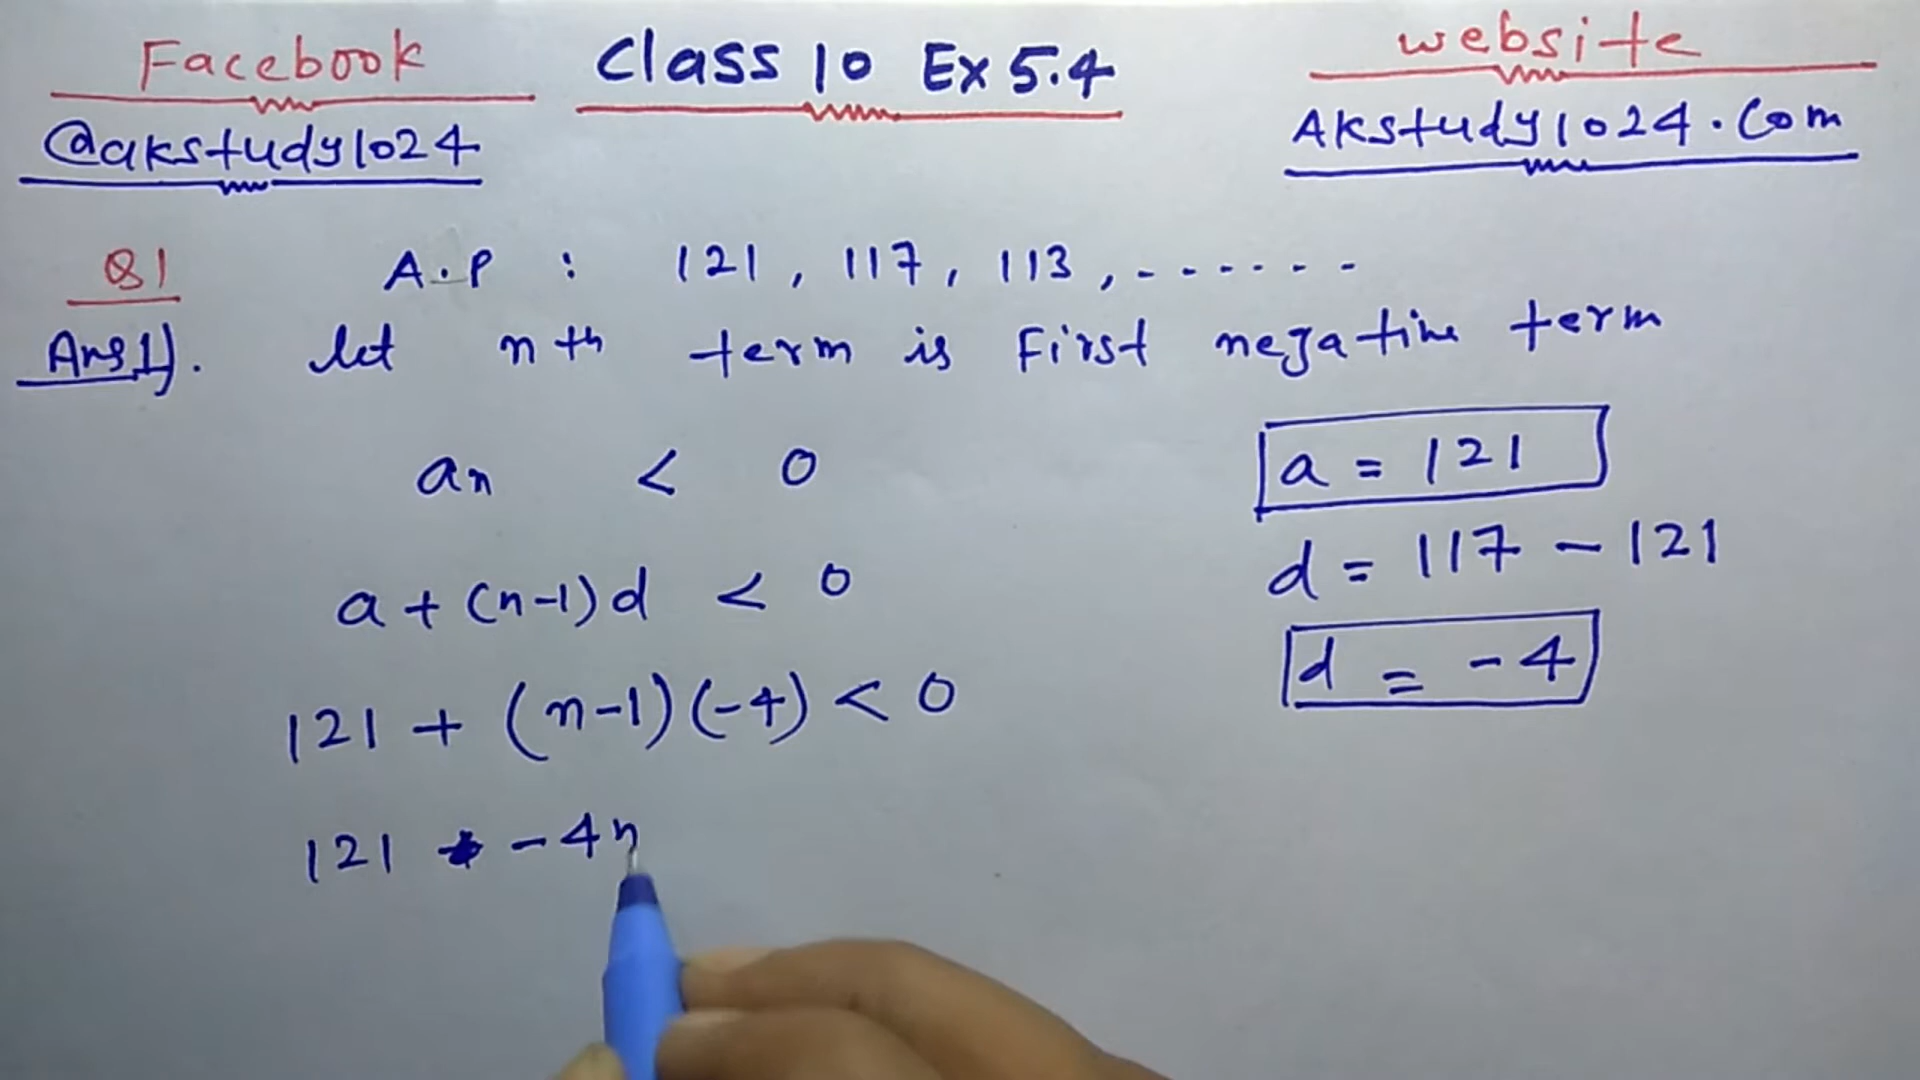 Facebook
@akstudy1024
Class 10 Ex 5.4
website
Akstudy1024.Com
Q1 A.P : 121, 117, 113, - - - - - -
Ans1). let nth term is First negative term
an < 0
a + (n-1)d < 0
121 + (n-1)(-4) < 0
121 - 4n
a = 121
d = 117 - 121
d = -4